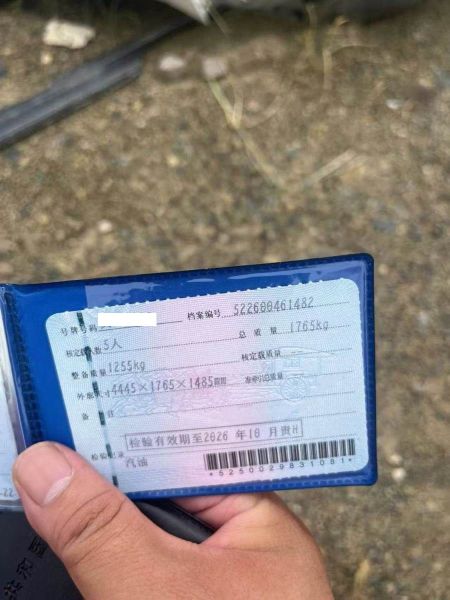 号牌号码 档案编号 522600461482
核定载人数 5人 总 质 量 1765kg
整备质量 1255kg 核定载质量
外廓尺寸 4445×1765×1485mm 准牵引总质量
备 注
检验有效期至2026 年10 月贵H
检验记录 汽油
*5250029831081*
22